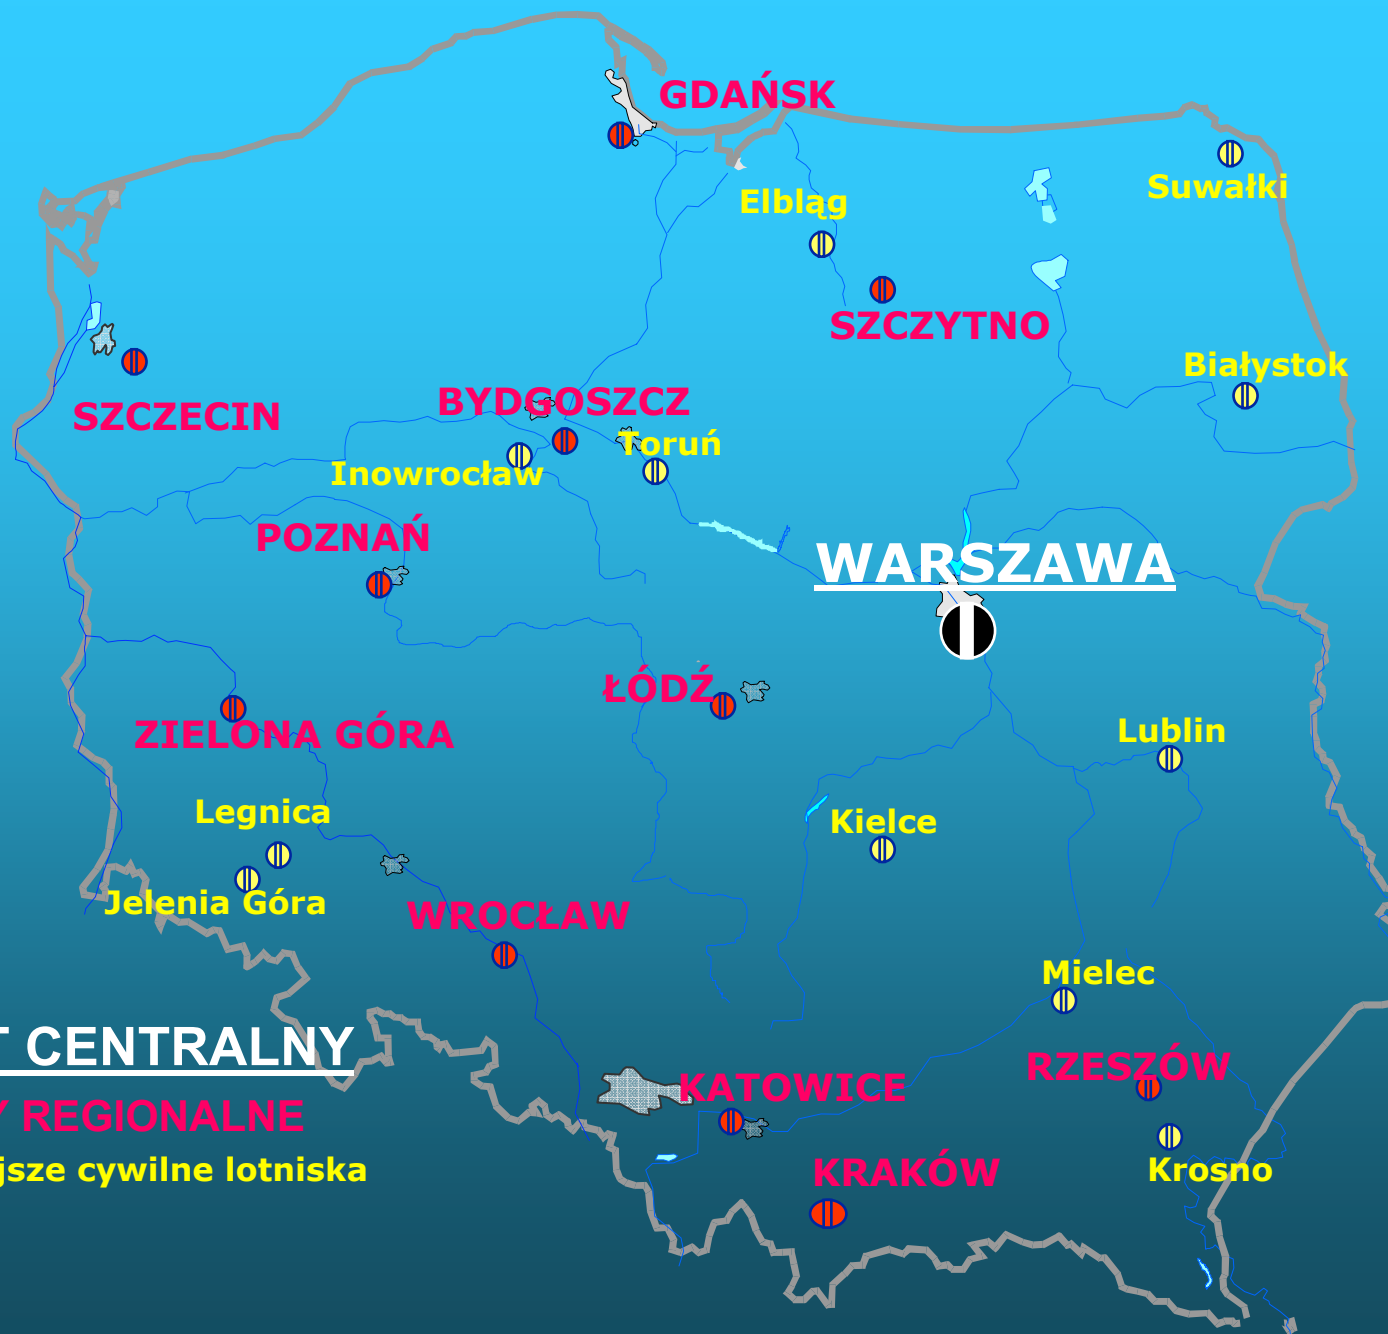 GDAŃSK
Suwałki
Elbląg
SZCZYTNO
Białystok
BYDGOSZCZ
SZCZECIN
Toruń
Inowrocław
POZNAŃ
WARSZAWA
ŁÓDŹ
ZIELONA GÓRA
Lublin
Legnica
Kielce
Jelenia Góra
WROCŁAW
Mielec
T CENTRALNY
RZESZÓW
KATOWICE
Y REGIONALNE
jsze cywilne lotniska
KRAKÓW
Krosno